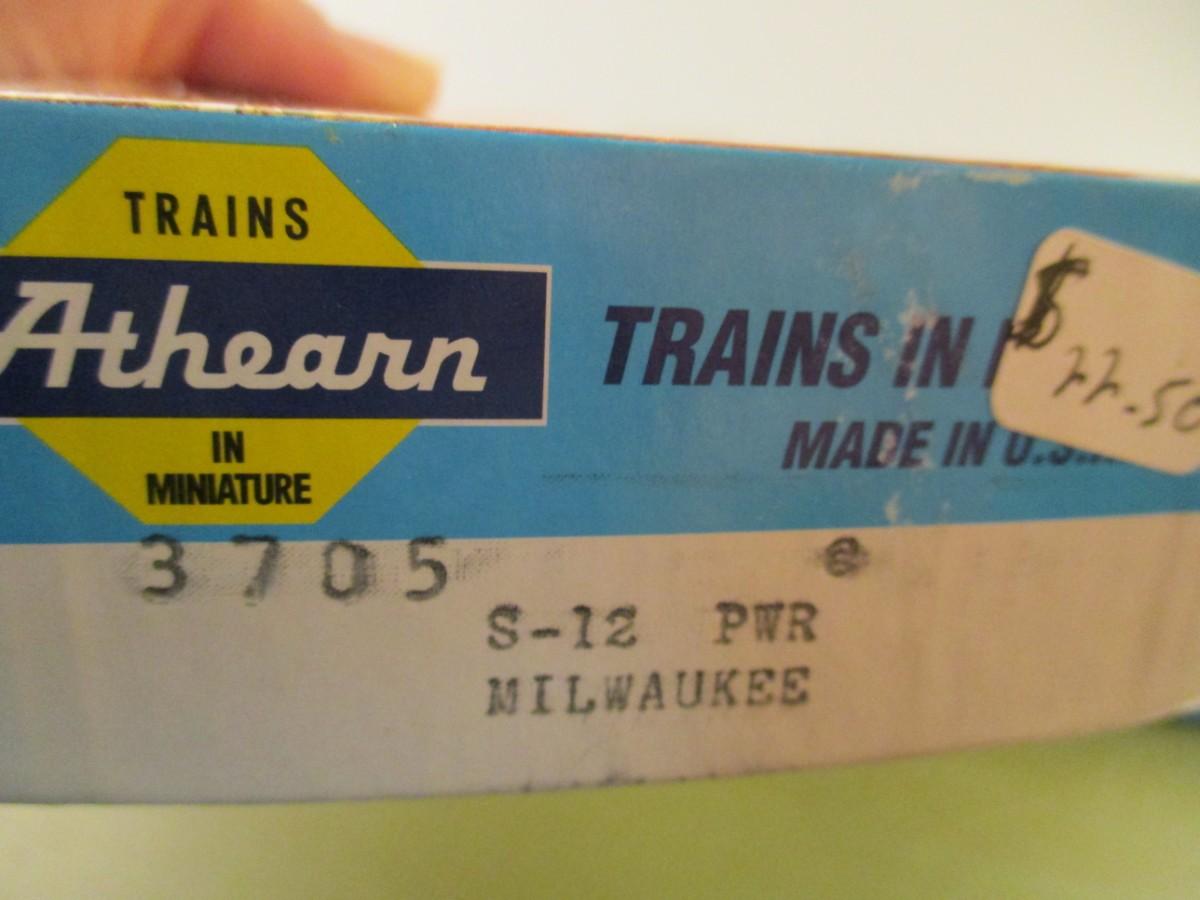 TRAINS
Athearn
IN
MINIATURE
TRAINS IN
MADE IN U.S.
$
22.50
3705
S-12 PWR
MILWAUKEE